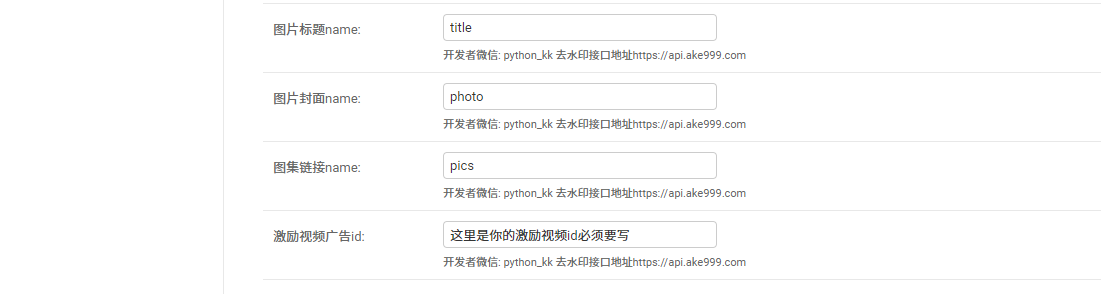 图片标题name: title
开发者微信: python_kk 去水印接口地址https://api.ake999.com
图片封面name: photo
开发者微信: python_kk 去水印接口地址https://api.ake999.com
图集链接name: pics
开发者微信: python_kk 去水印接口地址https://api.ake999.com
激励视频广告id: 这里是你的激励视频id必须要写
开发者微信: python_kk 去水印接口地址https://api.ake999.com